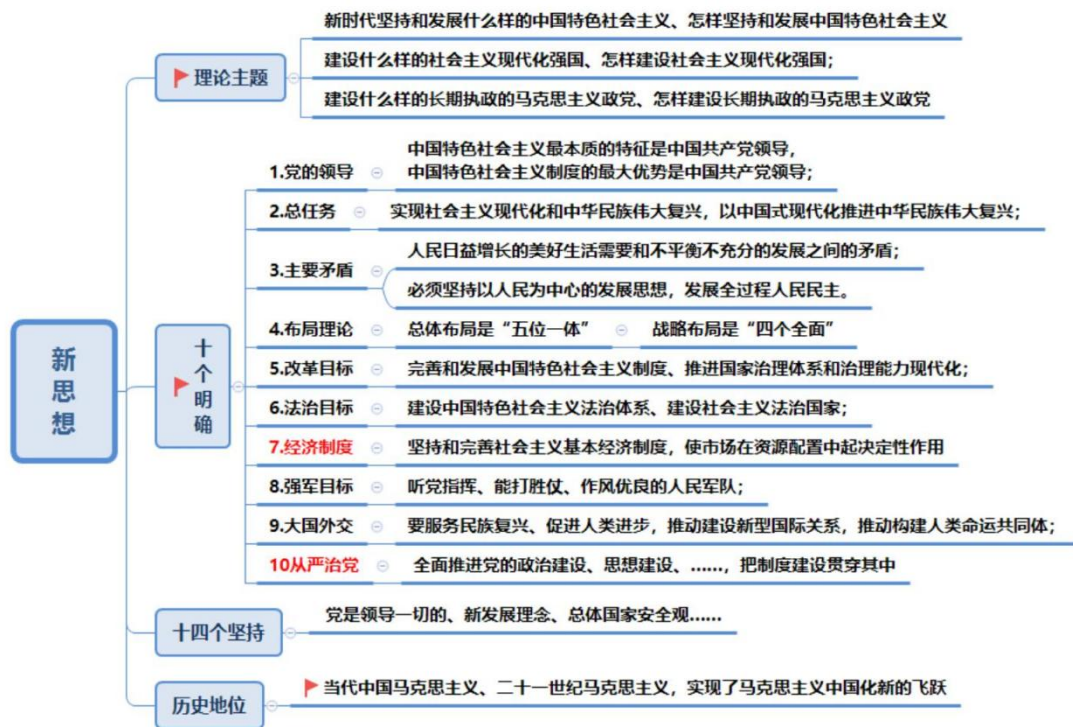 新思想
理论主题
新时代坚持和发展什么样的中国特色社会主义、怎样坚持和发展中国特色社会主义
建设什么样的社会主义现代化强国、怎样建设社会主义现代化强国；
建设什么样的长期执政的马克思主义政党、怎样建设长期执政的马克思主义政党
十个明确
1.党的领导
中国特色社会主义最本质的特征是中国共产党领导，
中国特色社会主义制度的最大优势是中国共产党领导；
2.总任务
实现社会主义现代化和中华民族伟大复兴，以中国式现代化推进中华民族伟大复兴；
3.主要矛盾
人民日益增长的美好生活需要和不平衡不充分的发展之间的矛盾；
必须坚持以人民为中心的发展思想，发展全过程人民民主。
4.布局理论
总体布局是“五位一体”
战略布局是“四个全面”
5.改革目标
完善和发展中国特色社会主义制度、推进国家治理体系和治理能力现代化；
6.法治目标
建设中国特色社会主义法治体系、建设社会主义法治国家；
7.经济制度
坚持和完善社会主义基本经济制度，使市场在资源配置中起决定性作用
8.强军目标
听党指挥、能打胜仗、作风优良的人民军队；
9.大国外交
要服务民族复兴、促进人类进步，推动建设新型国际关系，推动构建人类命运共同体；
10从严治党
全面推进党的政治建设、思想建设、……，把制度建设贯穿其中
十四个坚持
党是领导一切的、新发展理念、总体国家安全观……
历史地位
当代中国马克思主义、二十一世纪马克思主义，实现了马克思主义中国化新的飞跃